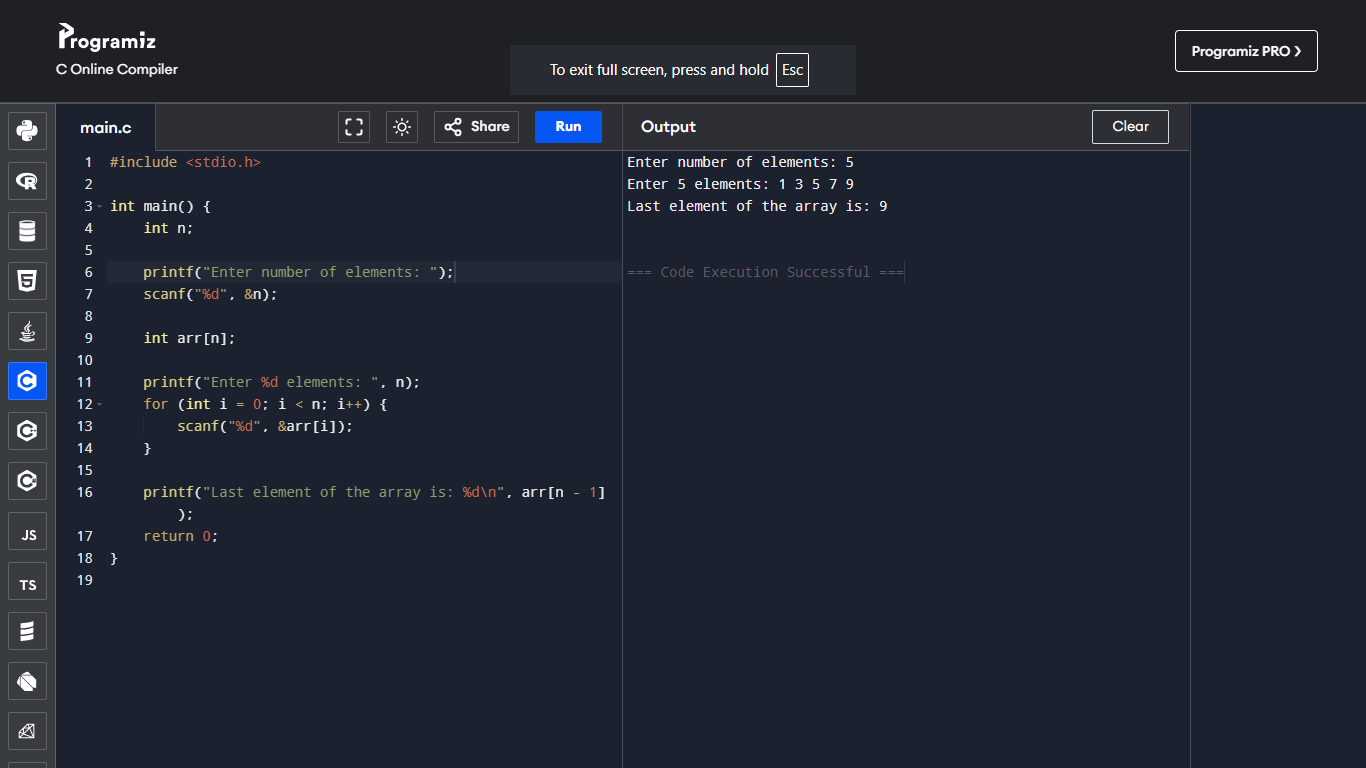 Programiz
C Online Compiler
To exit full screen, press and hold Esc
Programiz PRO >
main.c
Share
Run
Output
Clear
1 #include <stdio.h>
2
3 int main() {
4     int n;
5
6     printf("Enter number of elements: ");
7     scanf("%d", &n);
8
9     int arr[n];
10
11     printf("Enter %d elements: ", n);
12     for (int i = 0; i < n; i++) {
13         scanf("%d", &arr[i]);
14     }
15
16     printf("Last element of the array is: %d\n", arr[n - 1]
        );
17     return 0;
18 }
19
Enter number of elements: 5
Enter 5 elements: 1 3 5 7 9
Last element of the array is: 9
=== Code Execution Successful ===
R
5
C
C
C
JS
TS